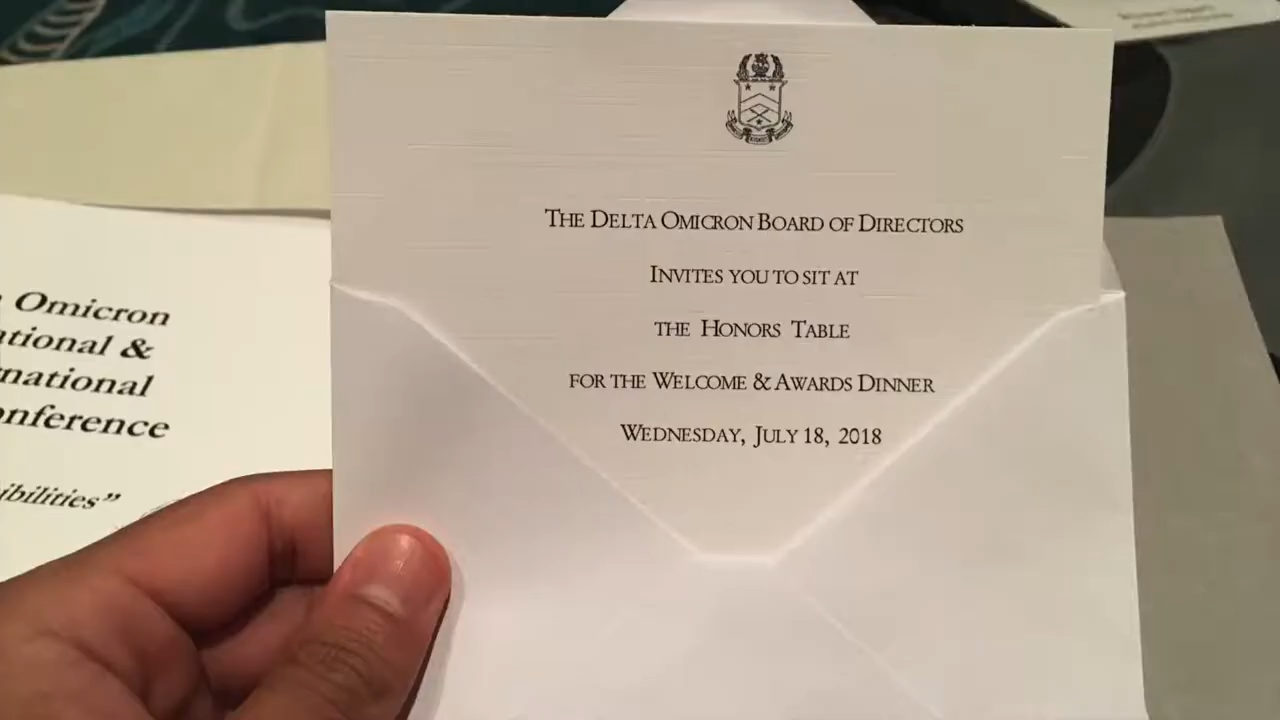 THE DELTA OMICRON BOARD OF DIRECTORS
INVITES YOU TO SIT AT
THE HONORS TABLE
FOR THE WELCOME & AWARDS DINNER
WEDNESDAY, JULY 18, 2018
Omicron
ational &
rnational
onference
ibilities”